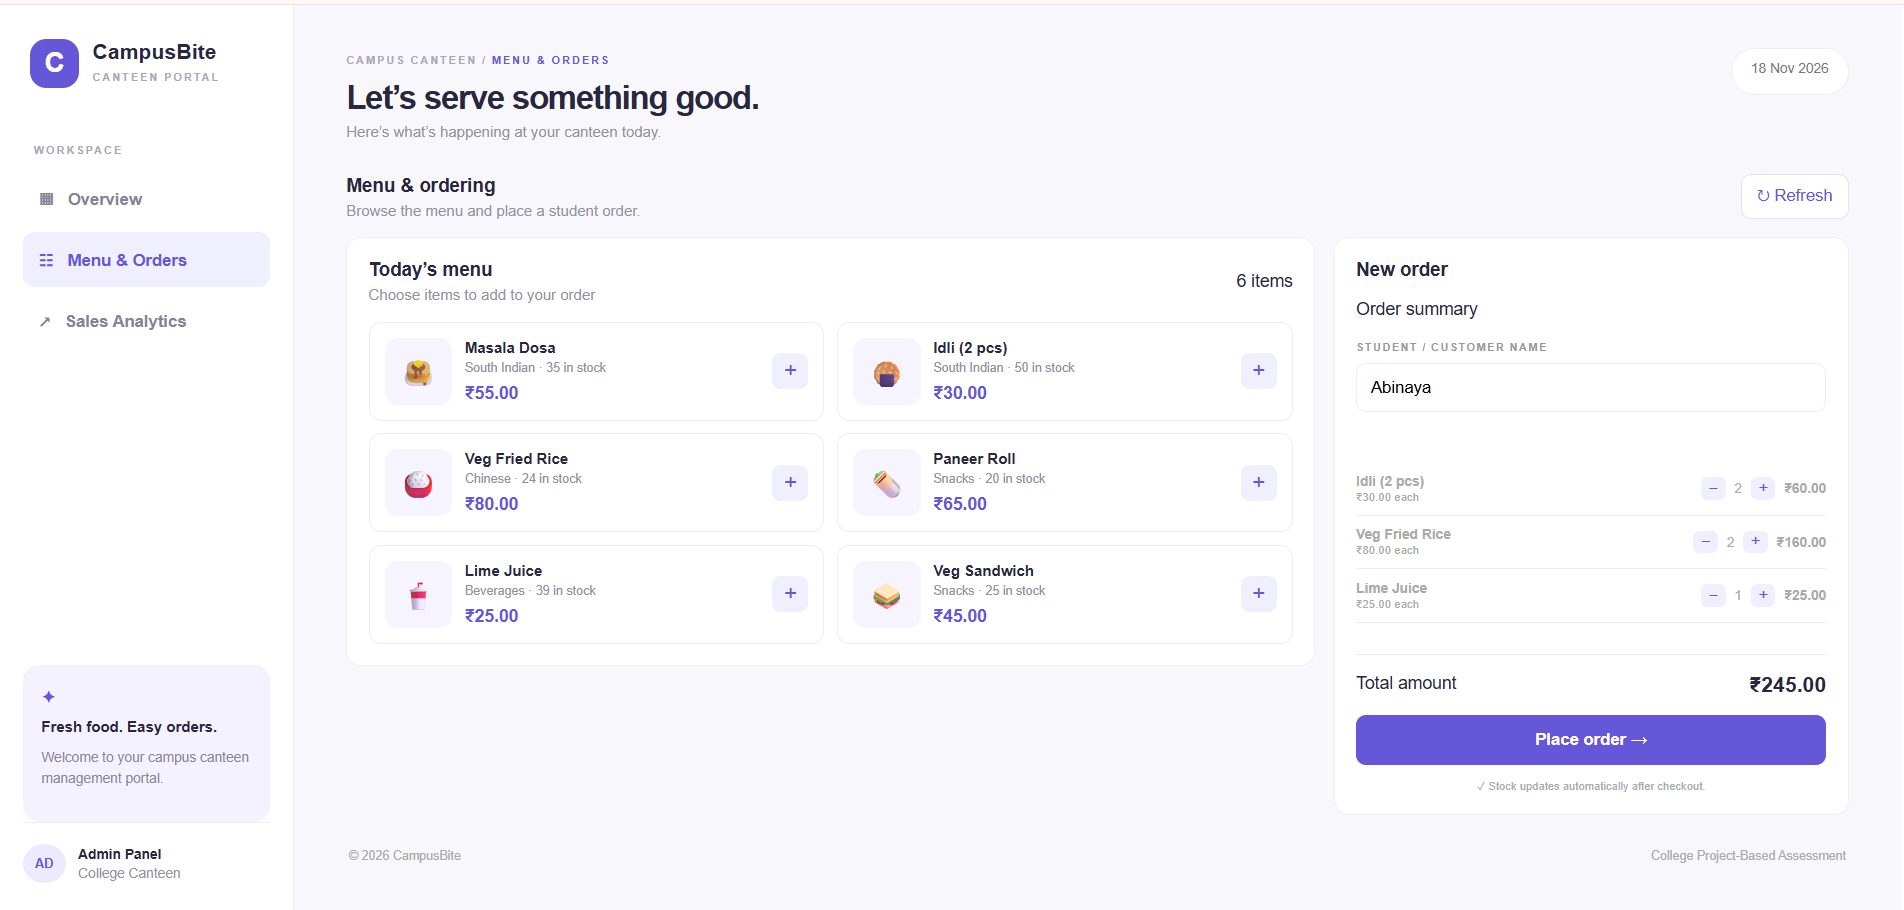 C
CampusBite
CANTEEN PORTAL
WORKSPACE
Overview
Menu & Orders
Sales Analytics
Fresh food. Easy orders.
Welcome to your campus canteen
management portal.
AD
Admin Panel
College Canteen
CAMPUS CANTEEN / MENU & ORDERS
Let’s serve something good.
Here’s what’s happening at your canteen today.
18 Nov 2026
Menu & ordering
Browse the menu and place a student order.
↻ Refresh
Today’s menu
Choose items to add to your order
6 items
Masala Dosa
South Indian · 35 in stock
₹55.00
+
Idli (2 pcs)
South Indian · 50 in stock
₹30.00
+
Veg Fried Rice
Chinese · 24 in stock
₹80.00
+
Paneer Roll
Snacks · 20 in stock
₹65.00
+
Lime Juice
Beverages · 39 in stock
₹25.00
+
Veg Sandwich
Snacks · 25 in stock
₹45.00
+
New order
Order summary
STUDENT / CUSTOMER NAME
Abinaya
Idli (2 pcs)
₹30.00 each
− 2 + ₹60.00
Veg Fried Rice
₹80.00 each
− 2 + ₹160.00
Lime Juice
₹25.00 each
− 1 + ₹25.00
Total amount ₹245.00
Place order →
✓ Stock updates automatically after checkout.
© 2026 CampusBite
College Project-Based Assessment